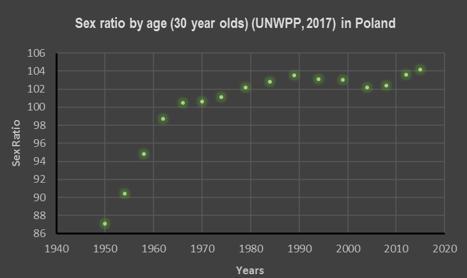 Sex ratio by age (30 year olds) (UNWPP, 2017) in Poland
106
104
102
100
98
96
94
92
90
88
86
Sex Ratio
1940 1950 1960 1970 1980 1990 2000 2010 2020
Years